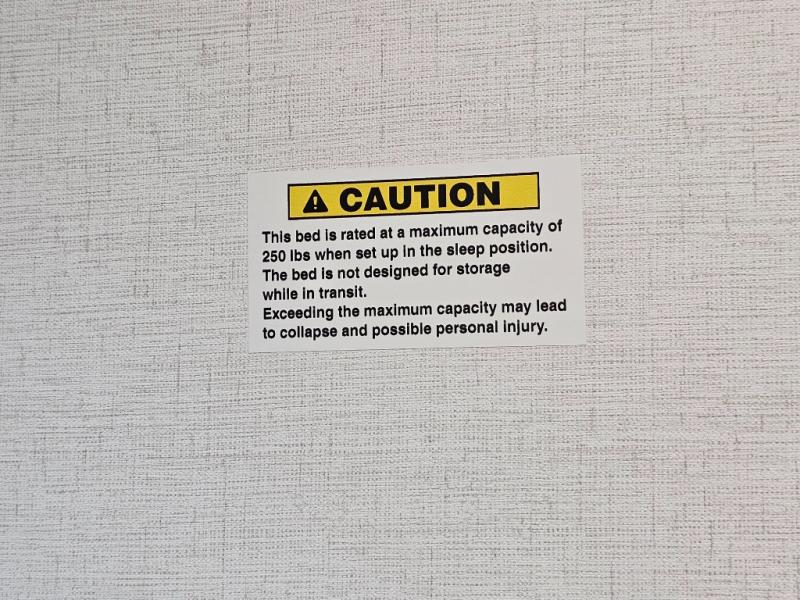 CAUTION
This bed is rated at a maximum capacity of
250 lbs when set up in the sleep position.
The bed is not designed for storage
while in transit.
Exceeding the maximum capacity may lead
to collapse and possible personal injury.